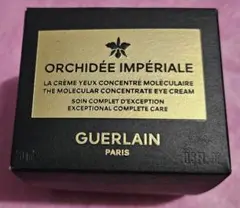 ORCHIDÉE IMPÉRIALE
LA CRÈME YEUX CONCENTRÉ MOLÉCULAIRE
THE MOLECULAR CONCENTRATE EYE CREAM
SOIN COMPLET D'EXCEPTION
EXCEPTIONAL COMPLETE CARE
GUERLAIN
PARIS